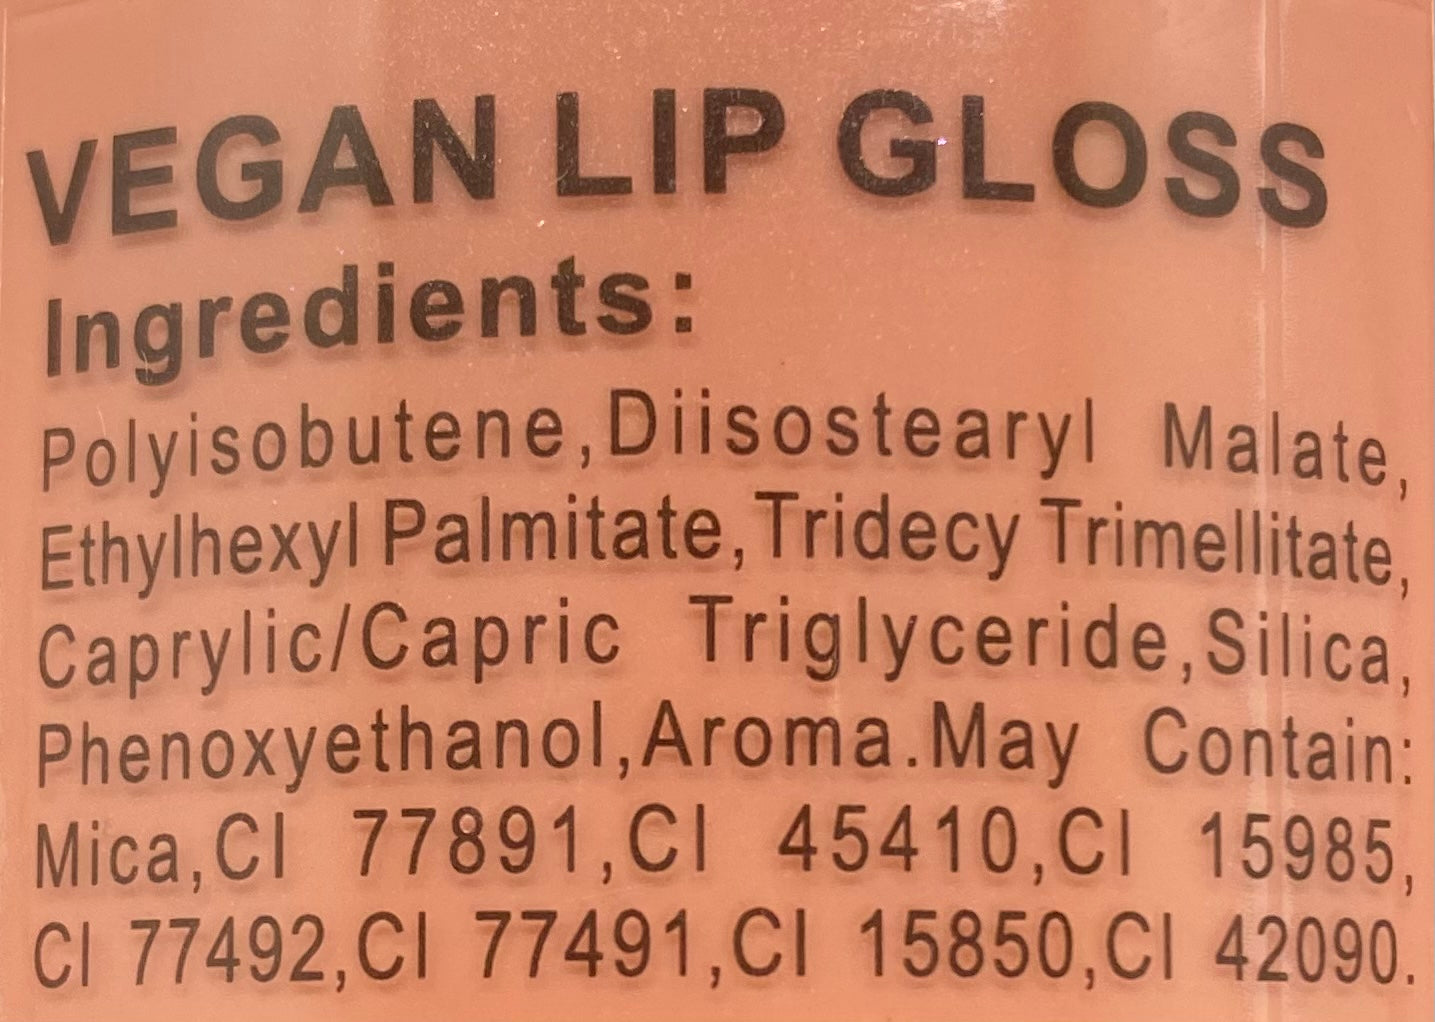 VEGAN LIP GLOSS
Ingredients:
Polyisobutene,Diisostearyl Malate,
Ethylhexyl Palmitate,Tridecy Trimellitate,
Caprylic/Capric Triglyceride,Silica,
Phenoxyethanol,Aroma.May Contain:
Mica,CI 77891,CI 45410,CI 15985,
CI 77492,CI 77491,CI 15850,CI 42090.